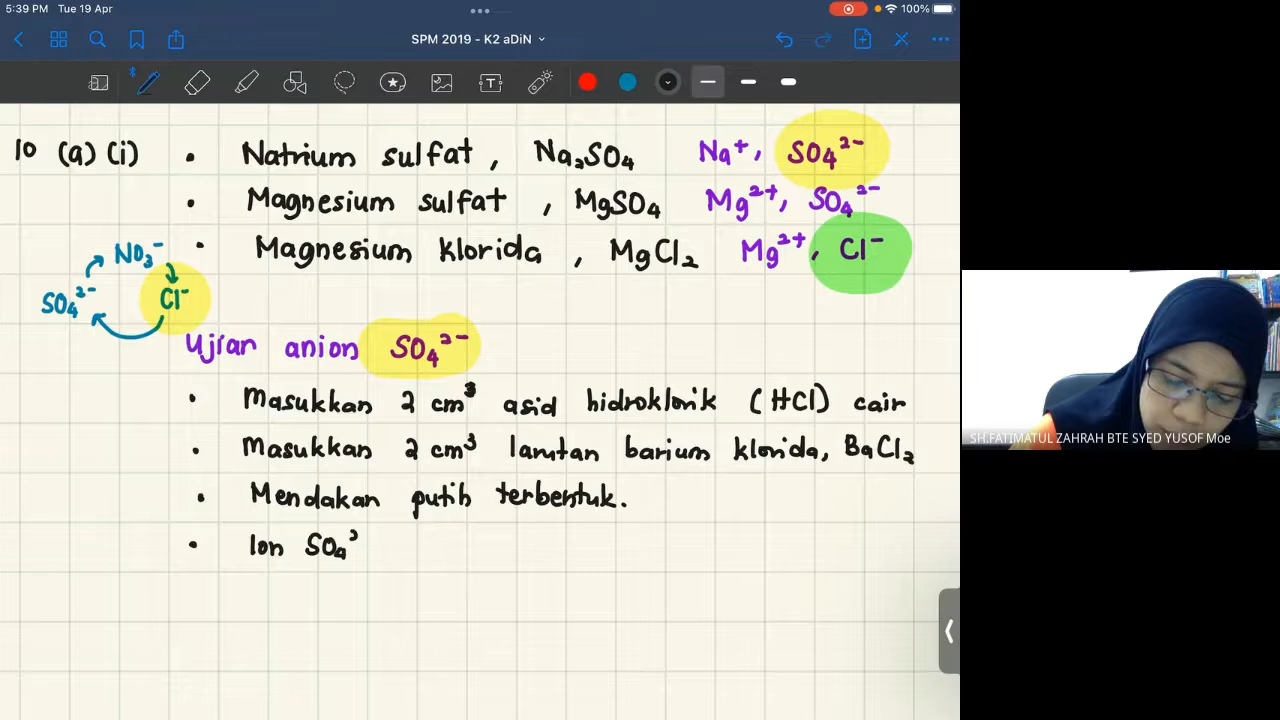 5:39 PM Tue 19 Apr
100%
SPM 2019 - K2 aDiN
10 (a) (i) • Natrium sulfat, Na₂SO₄ Na⁺, SO₄²⁻
• Magnesium sulfat, MgSO₄ Mg²⁺, SO₄²⁻
• Magnesium klorida, MgCl₂ Mg²⁺, Cl⁻
NO₃⁻
SO₄²⁻ Cl⁻
Ujian anion SO₄²⁻
• Masukkan 2 cm³ asid hidroklorik (HCl) cair
• Masukkan 2 cm³ larutan barium klorida, BaCl₂
• Mendakan putih terbentuk.
• Ion SO₄²
SH.FATIMATUL ZAHRAH BTE SYED YUSOF Moe